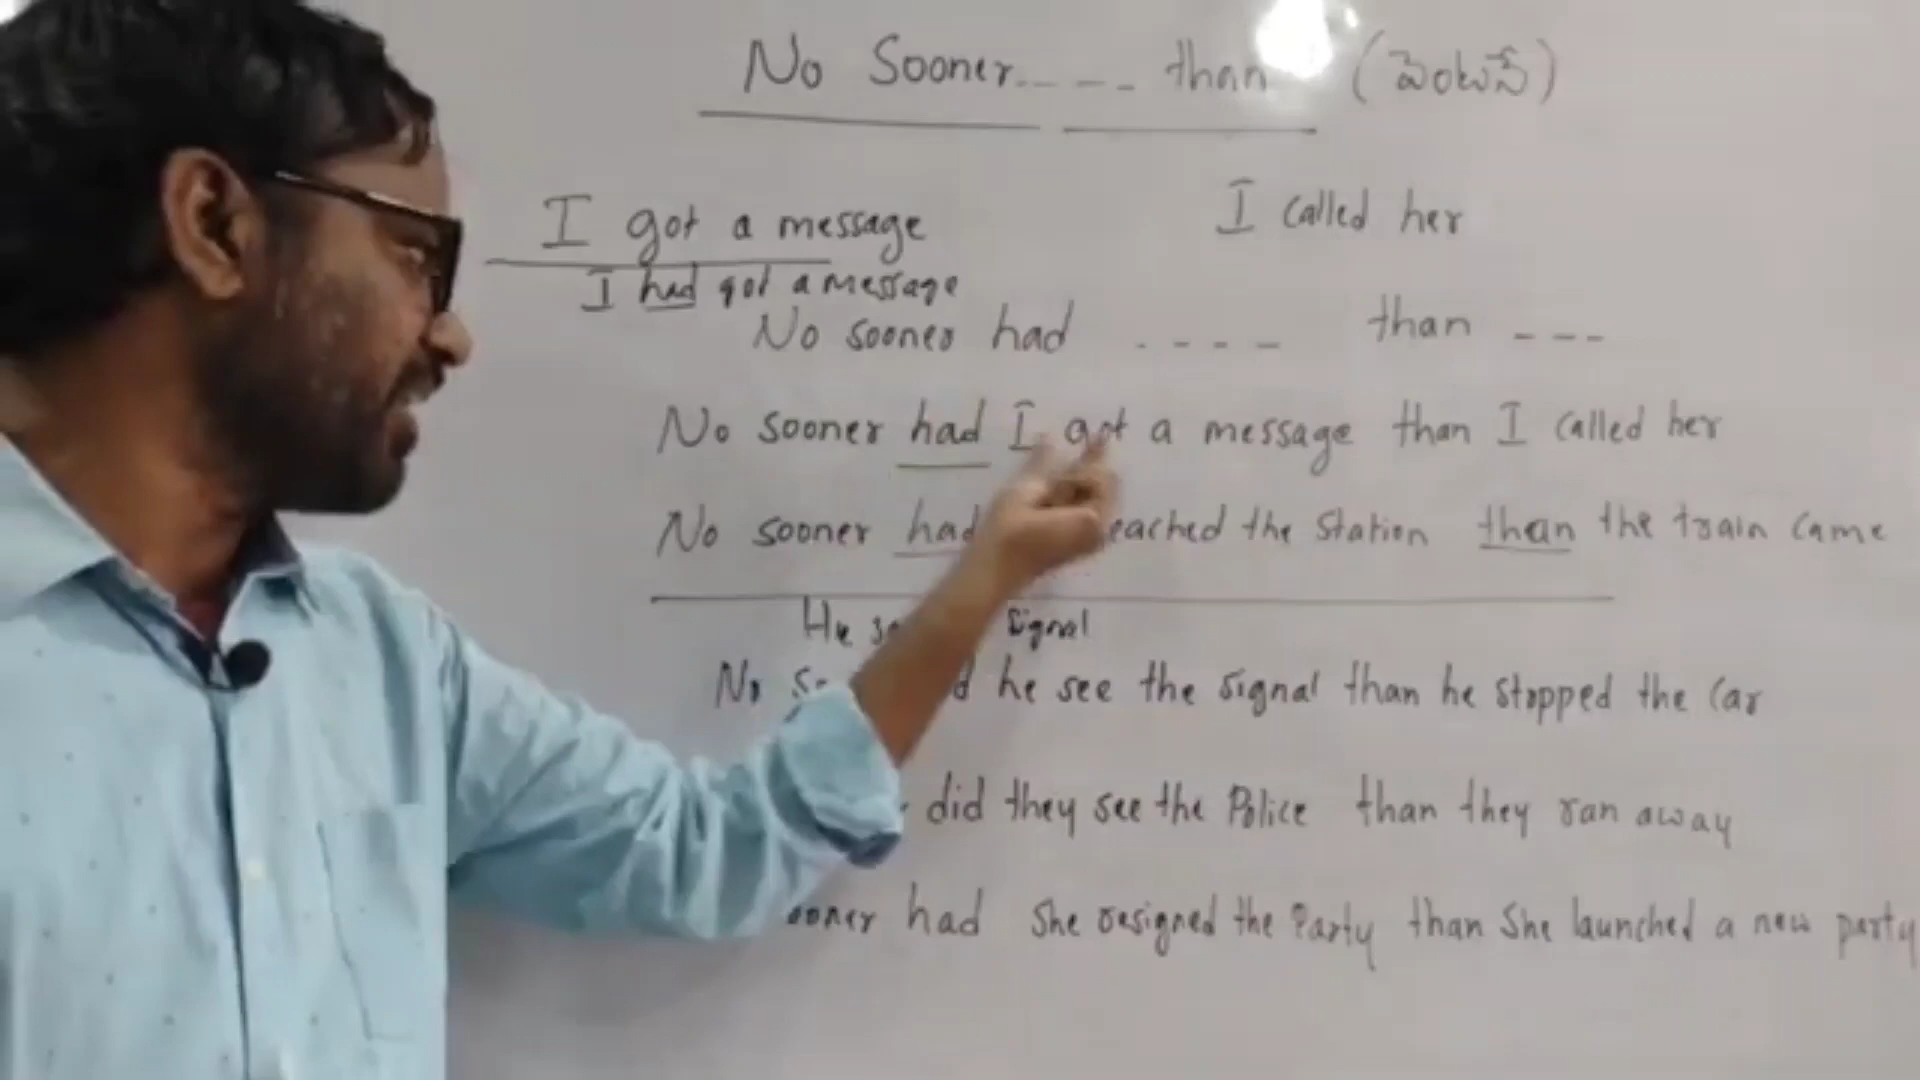 No Sooner.---- than (వెంటనే)
I got a message I called her
I had got a message
No sooner had ---- than ---
No sooner had I got a message than I called her
No sooner had reached the station than the train came
He signal
No he see the signal than he stopped the car
did they see the Police than they ran away
had She resigned the Party than She launched a new party